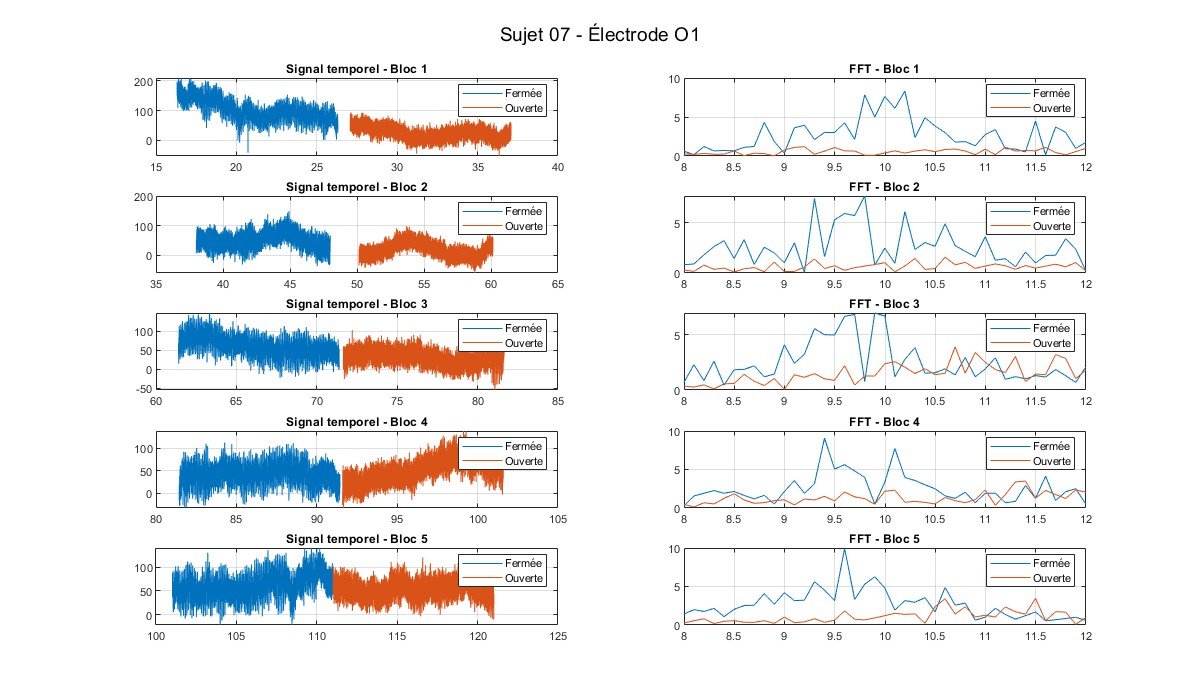 Sujet 07 - Électrode O1
Signal temporel - Bloc 1
200
100
0
15 20 25 30 35 40
Fermée
Ouverte
FFT - Bloc 1
10
5
0
8 8.5 9 9.5 10 10.5 11 11.5 12
Fermée
Ouverte
Signal temporel - Bloc 2
200
100
0
35 40 45 50 55 60 65
Fermée
Ouverte
FFT - Bloc 2
5
0
8 8.5 9 9.5 10 10.5 11 11.5 12
Fermée
Ouverte
Signal temporel - Bloc 3
100
50
0
-50
60 65 70 75 80 85
Fermée
Ouverte
FFT - Bloc 3
5
0
8 8.5 9 9.5 10 10.5 11 11.5 12
Fermée
Ouverte
Signal temporel - Bloc 4
100
50
0
80 85 90 95 100 105
Fermée
Ouverte
FFT - Bloc 4
10
5
0
8 8.5 9 9.5 10 10.5 11 11.5 12
Fermée
Ouverte
Signal temporel - Bloc 5
100
50
0
100 105 110 115 120 125
Fermée
Ouverte
FFT - Bloc 5
10
5
0
8 8.5 9 9.5 10 10.5 11 11.5 12
Fermée
Ouverte